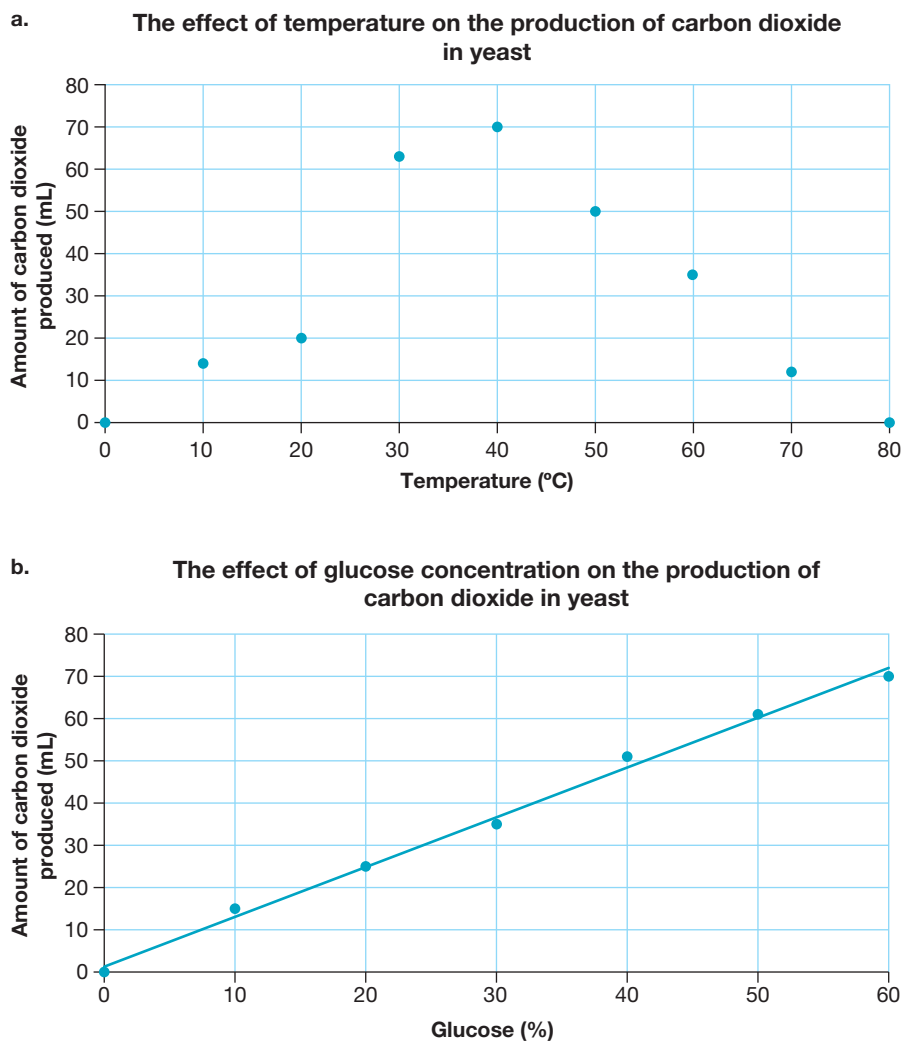 a.
The effect of temperature on the production of carbon dioxide
in yeast
Amount of carbon dioxide
produced (mL)
80
70
60
50
40
30
20
10
0
0 10 20 30 40 50 60 70 80
Temperature (ºC)
b.
The effect of glucose concentration on the production of
carbon dioxide in yeast
Amount of carbon dioxide
produced (mL)
80
70
60
50
40
30
20
10
0
0 10 20 30 40 50 60
Glucose (%)